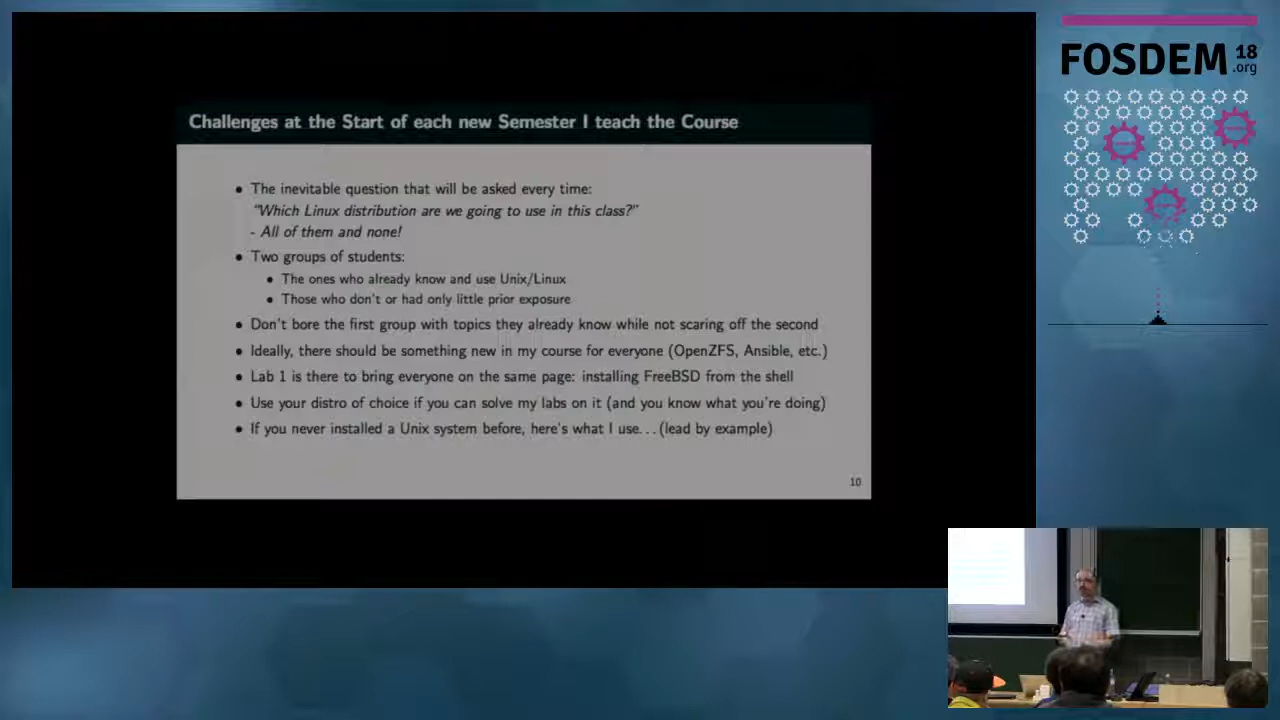 Challenges at the Start of each new Semester I teach the Course
• The inevitable question that will be asked every time:
"Which Linux distribution are we going to use in this class?"
- All of them and none!
• Two groups of students:
• The ones who already know and use Unix/Linux
• Those who don't or had only little prior exposure
• Don't bore the first group with topics they already know while not scaring off the second
• Ideally, there should be something new in my course for everyone (OpenZFS, Ansible, etc.)
• Lab 1 is there to bring everyone on the same page: installing FreeBSD from the shell
• Use your distro of choice if you can solve my labs on it (and you know what you're doing)
• If you never installed a Unix system before, here's what I use... (lead by example)
10
FOSDEM 18
.org